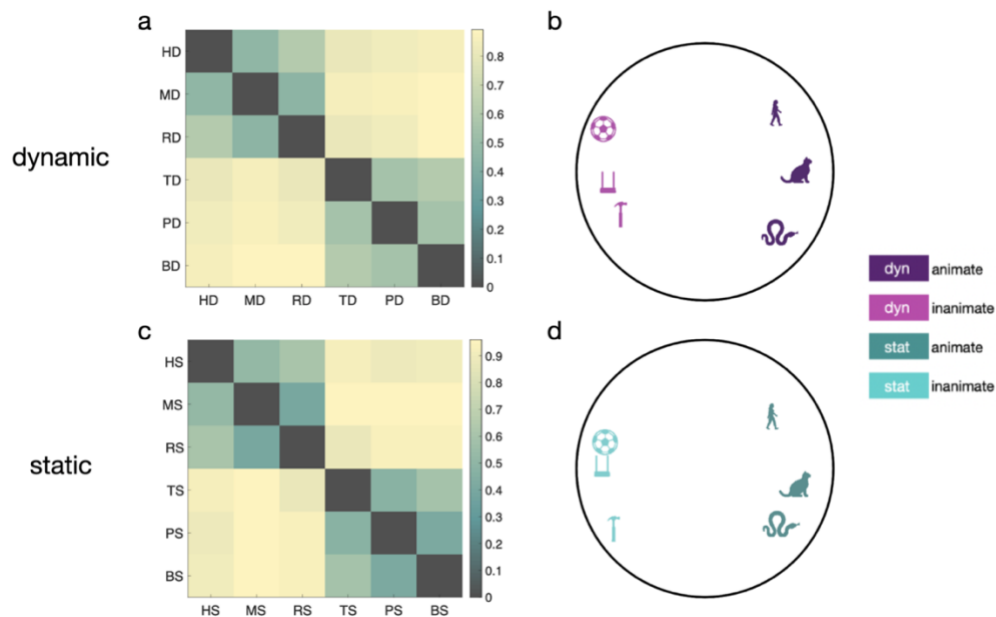 a
b
dynamic
HD
MD
RD
TD
PD
BD
HD MD RD TD PD BD
0.8
0.7
0.6
0.5
0.4
0.3
0.2
0.1
0
dyn animate
dyn inanimate
stat animate
stat inanimate
c
d
static
HS
MS
RS
TS
PS
BS
HS MS RS TS PS BS
0.9
0.8
0.7
0.6
0.5
0.4
0.3
0.2
0.1
0